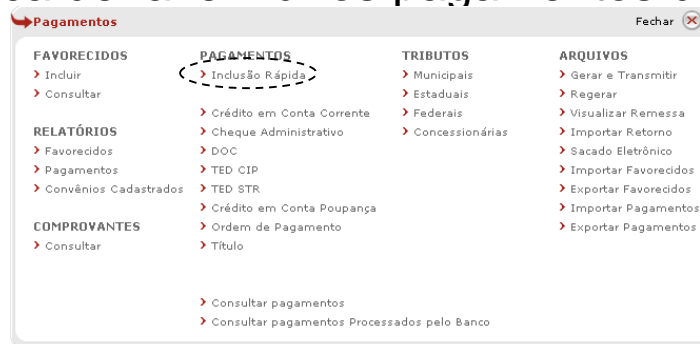 Pagamentos
Fechar
FAVORECIDOS
Incluir
Consultar
RELATÓRIOS
Favorecidos
Pagamentos
Convênios Cadastrados
COMPROVANTES
Consultar
PAGAMENTOS
Inclusão Rápida
Crédito em Conta Corrente
Cheque Administrativo
DOC
TED CIP
TED STR
Crédito em Conta Poupança
Ordem de Pagamento
Título
Consultar pagamentos
Consultar pagamentos Processados pelo Banco
TRIBUTOS
Municipais
Estaduais
Federais
Concessionárias
ARQUIVOS
Gerar e Transmitir
Regerar
Visualizar Remessa
Importar Retorno
Sacado Eletrônico
Importar Favorecidos
Exportar Favorecidos
Importar Pagamentos
Exportar Pagamentos